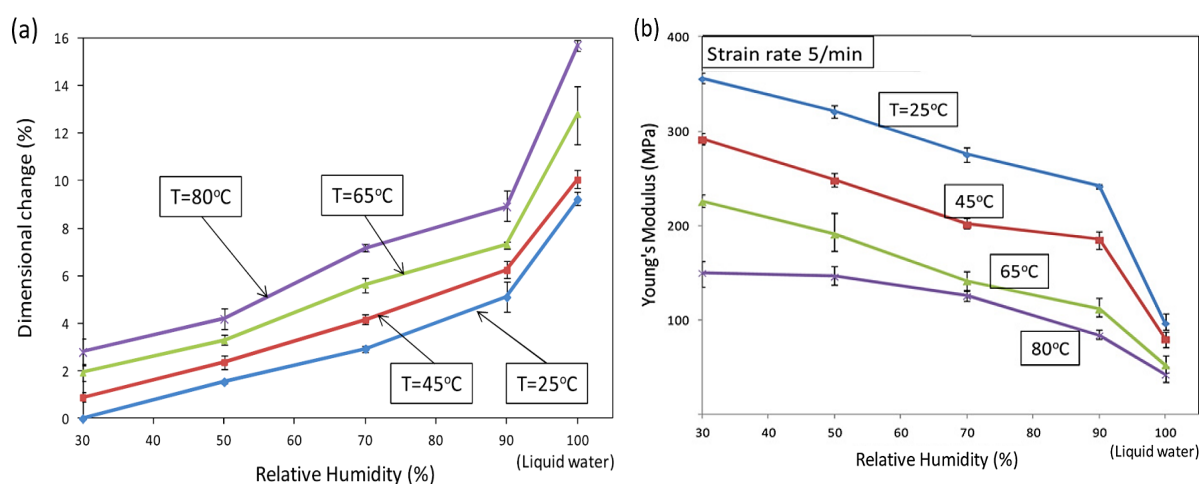 (a)
16
14
12
10
8
6
4
2
0
Dimensional change (%)
T=80°C
T=65°C
T=45°C
T=25°C
30 40 50 60 70 80 90 100
(Liquid water)
Relative Humidity (%)
(b)
400
300
200
100
Young's Modulus (MPa)
Strain rate 5/min
T=25°C
45°C
65°C
80°C
30 40 50 60 70 80 90 100
(Liquid water)
Relative Humidity (%)